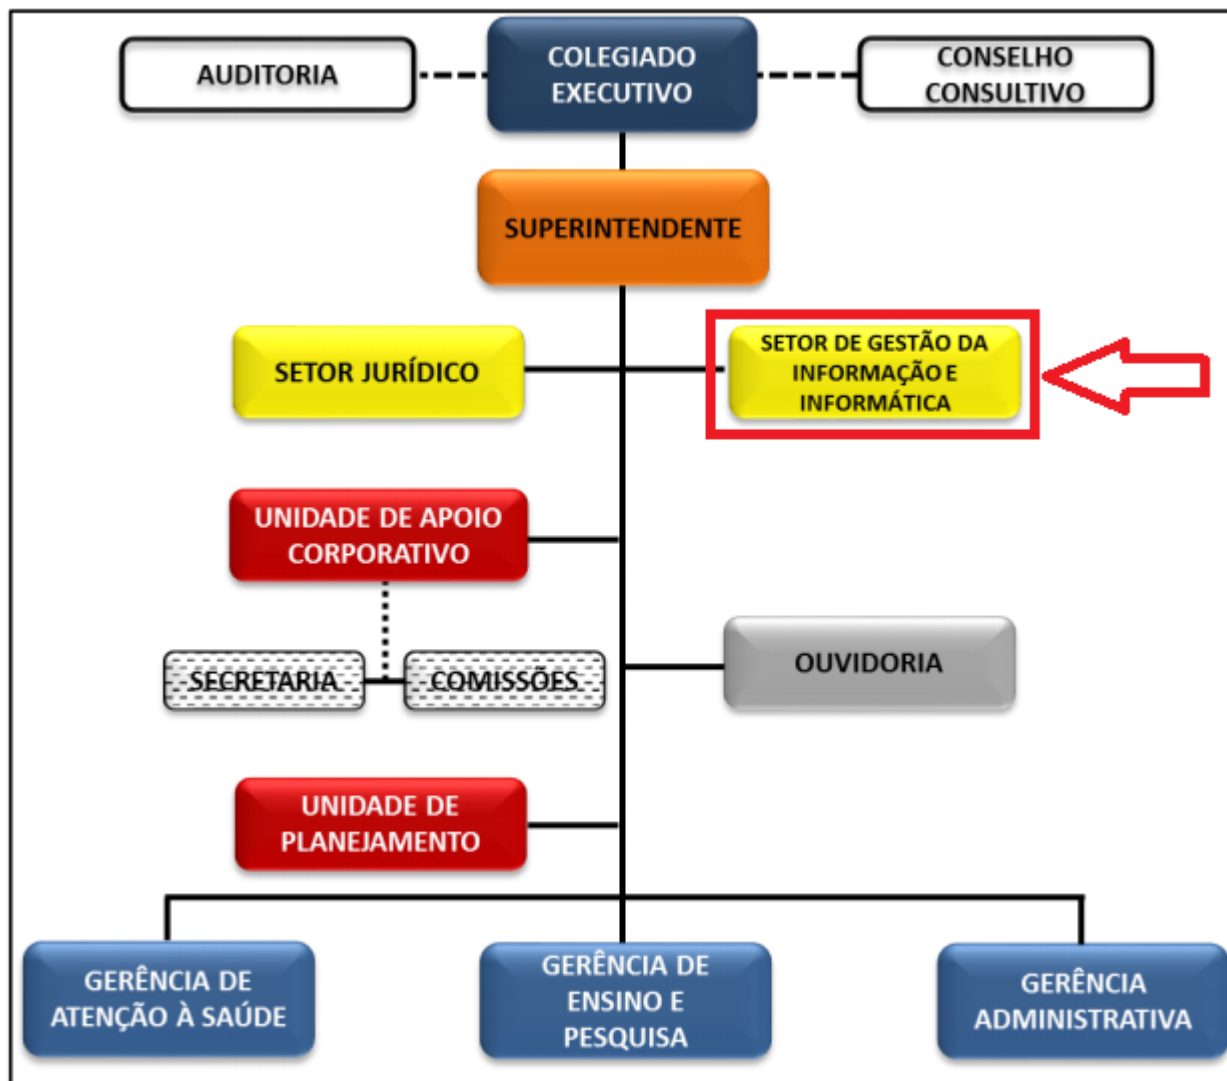 AUDITORIA
COLEGIADO
EXECUTIVO
CONSELHO
CONSULTIVO
SUPERINTENDENTE
SETOR JURÍDICO
SETOR DE GESTÃO DA
INFORMAÇÃO E
INFORMÁTICA
UNIDADE DE APOIO
CORPORATIVO
SECRETARIA
COMISSÕES
OUVIDORIA
UNIDADE DE
PLANEJAMENTO
GERÊNCIA DE
ATENÇÃO À SAÚDE
GERÊNCIA DE
ENSINO E
PESQUISA
GERÊNCIA
ADMINISTRATIVA